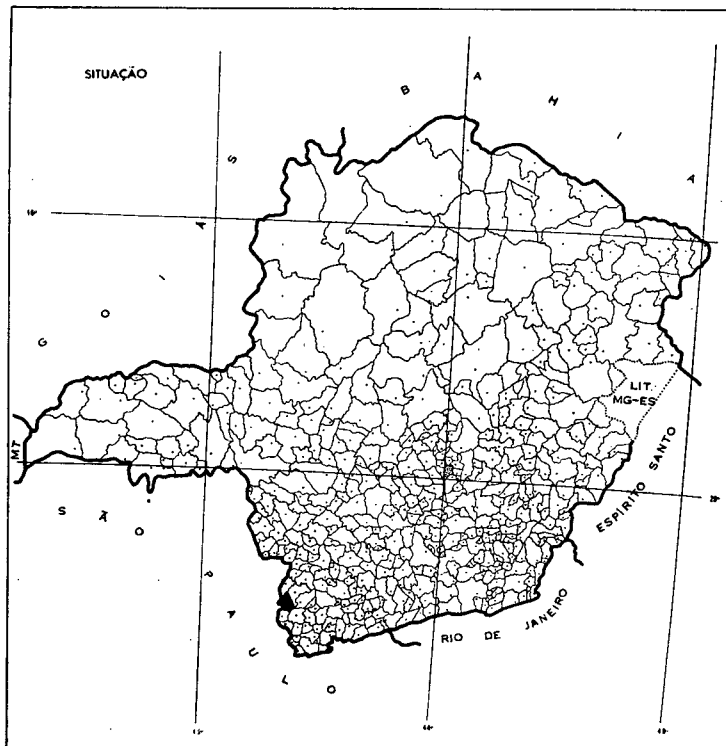 SITUAÇÃO
BAHIA
GOIÁS
LIT.
MG-ES
MT
ESPÍRITO SANTO
SÃO PAULO
RIO DE JANEIRO